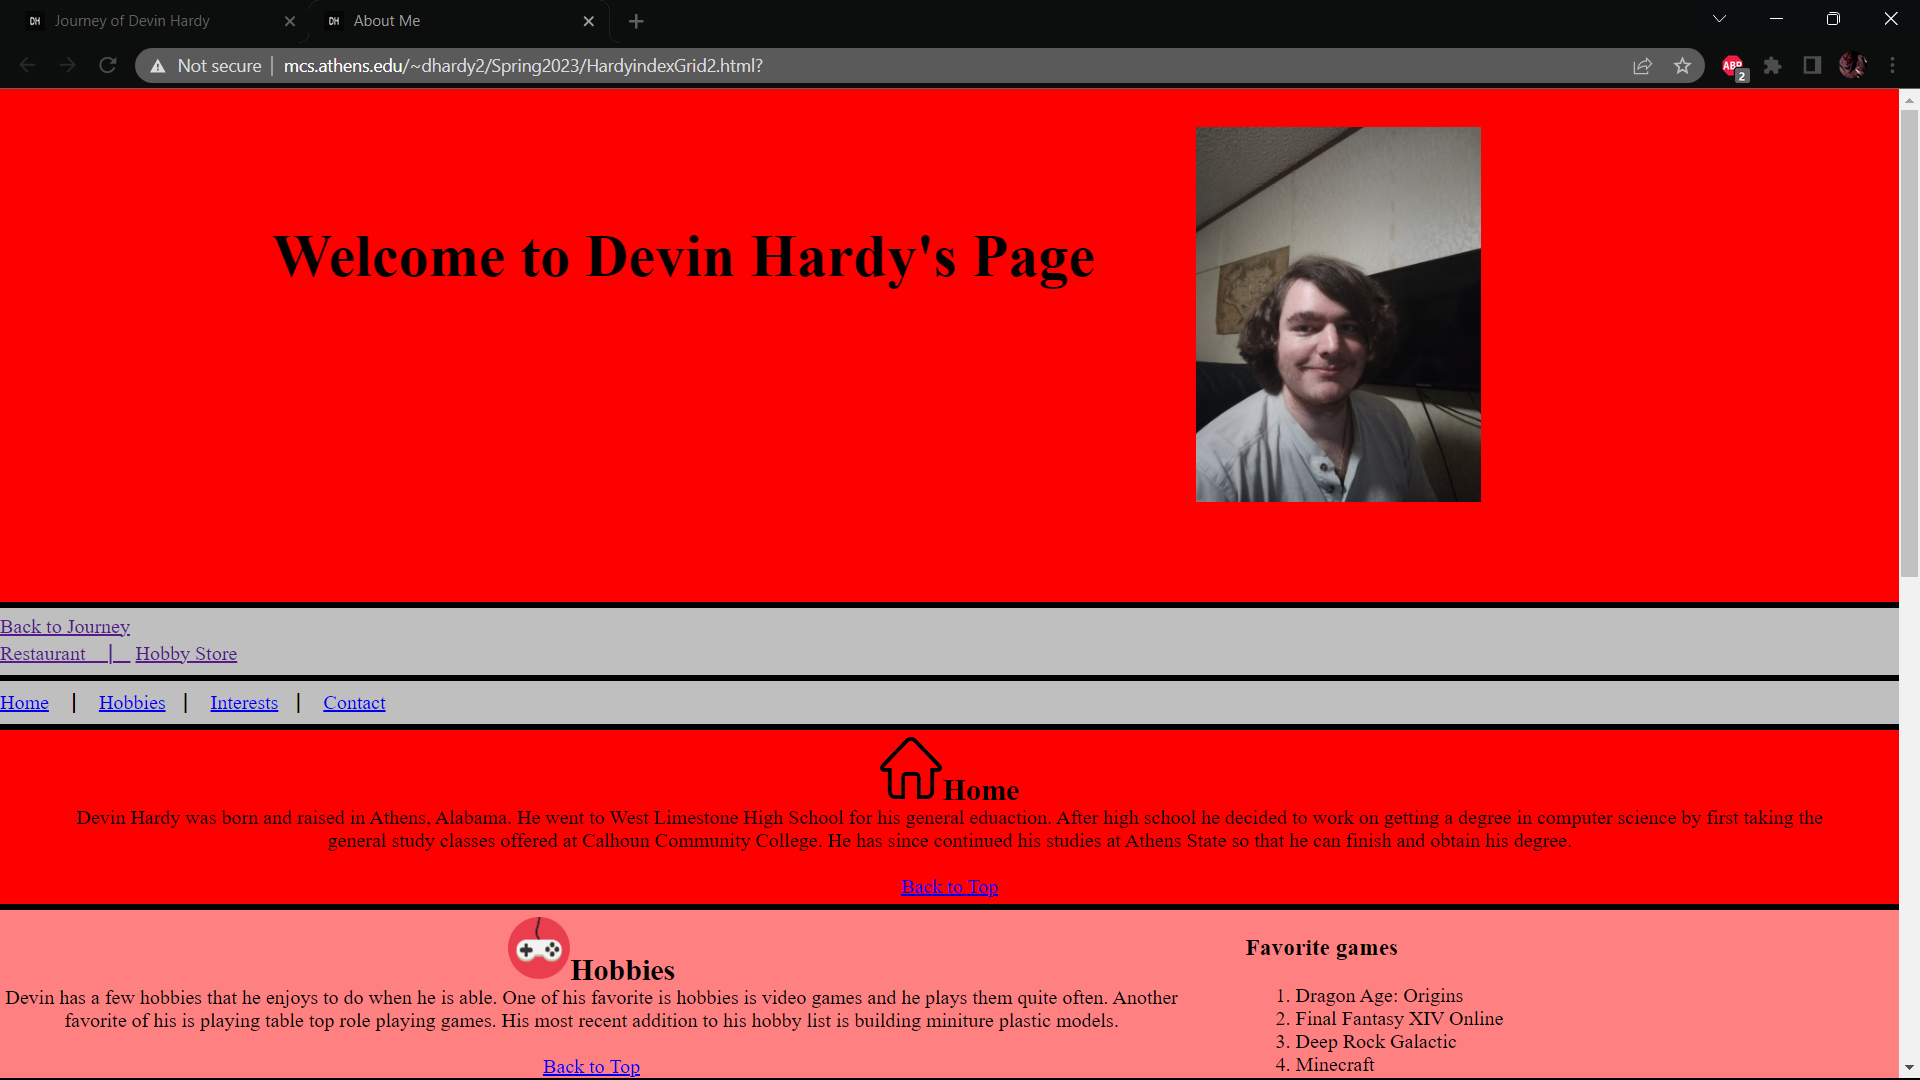 DH Journey of Devin Hardy
DH About Me
Not secure | mcs.athens.edu/~dhardy2/Spring2023/HardyindexGrid2.html?
ABP 2
Welcome to Devin Hardy's Page
Back to Journey
Restaurant | Hobby Store
Home | Hobbies | Interests | Contact
Home
Devin Hardy was born and raised in Athens, Alabama. He went to West Limestone High School for his general eduaction. After high school he decided to work on getting a degree in computer science by first taking the
general study classes offered at Calhoun Community College. He has since continued his studies at Athens State so that he can finish and obtain his degree.
Back to Top
Hobbies
Devin has a few hobbies that he enjoys to do when he is able. One of his favorite is hobbies is video games and he plays them quite often. Another
favorite of his is playing table top role playing games. His most recent addition to his hobby list is building miniture plastic models.
Back to Top
Favorite games
1. Dragon Age: Origins
2. Final Fantasy XIV Online
3. Deep Rock Galactic
4. Minecraft